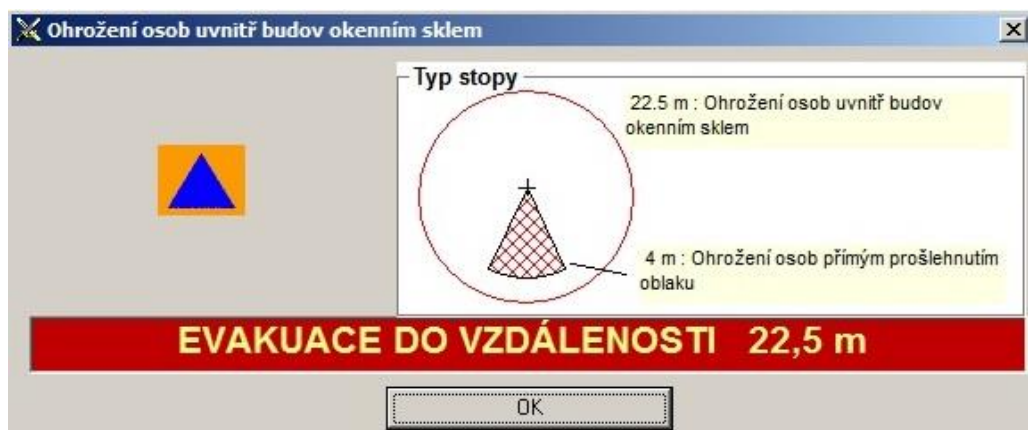 Ohrožení osob uvnitř budov okenním sklem
Typ stopy
22.5 m : Ohrožení osob uvnitř budov
okenním sklem
4 m : Ohrožení osob přímým prošlehnutím
oblaku
EVAKUACE DO VZDÁLENOSTI 22,5 m
OK